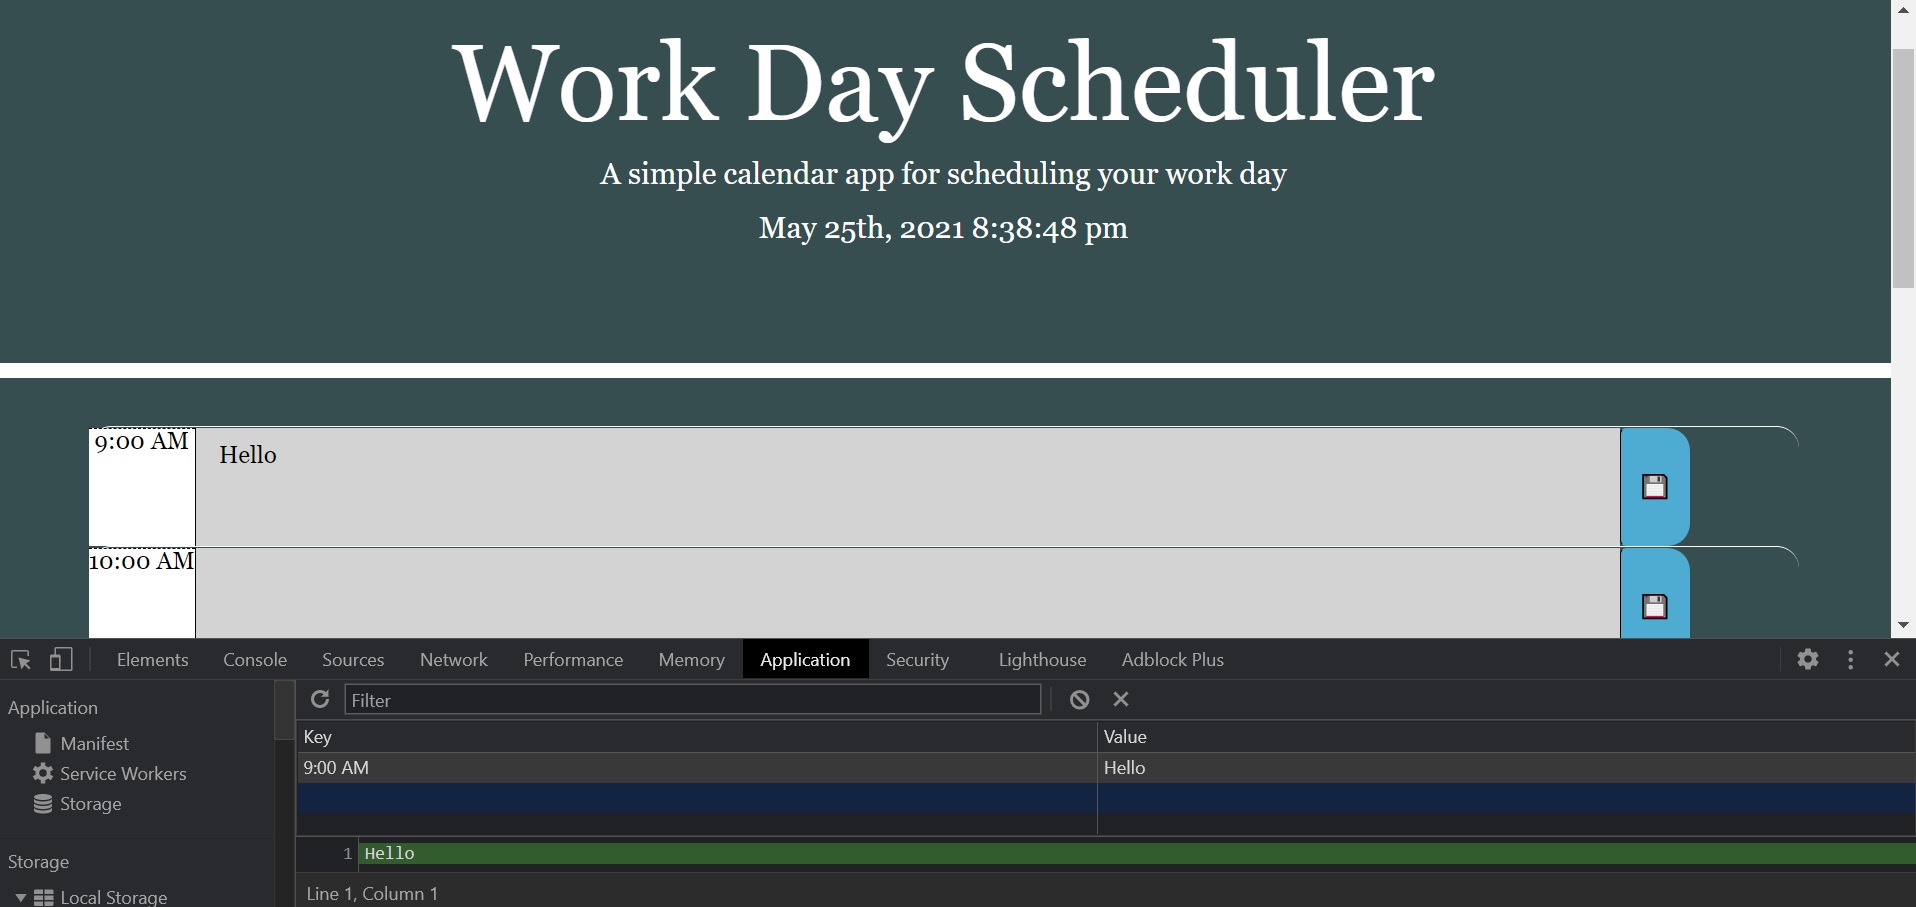 Work Day Scheduler
A simple calendar app for scheduling your work day
May 25th, 2021 8:38:48 pm
9:00 AM Hello
10:00 AM
Elements Console Sources Network Performance Memory Application Security Lighthouse Adblock Plus
Application
Manifest
Service Workers
Storage
Storage
Local Storage
Filter
Key Value
9:00 AM Hello
1 Hello
Line 1, Column 1